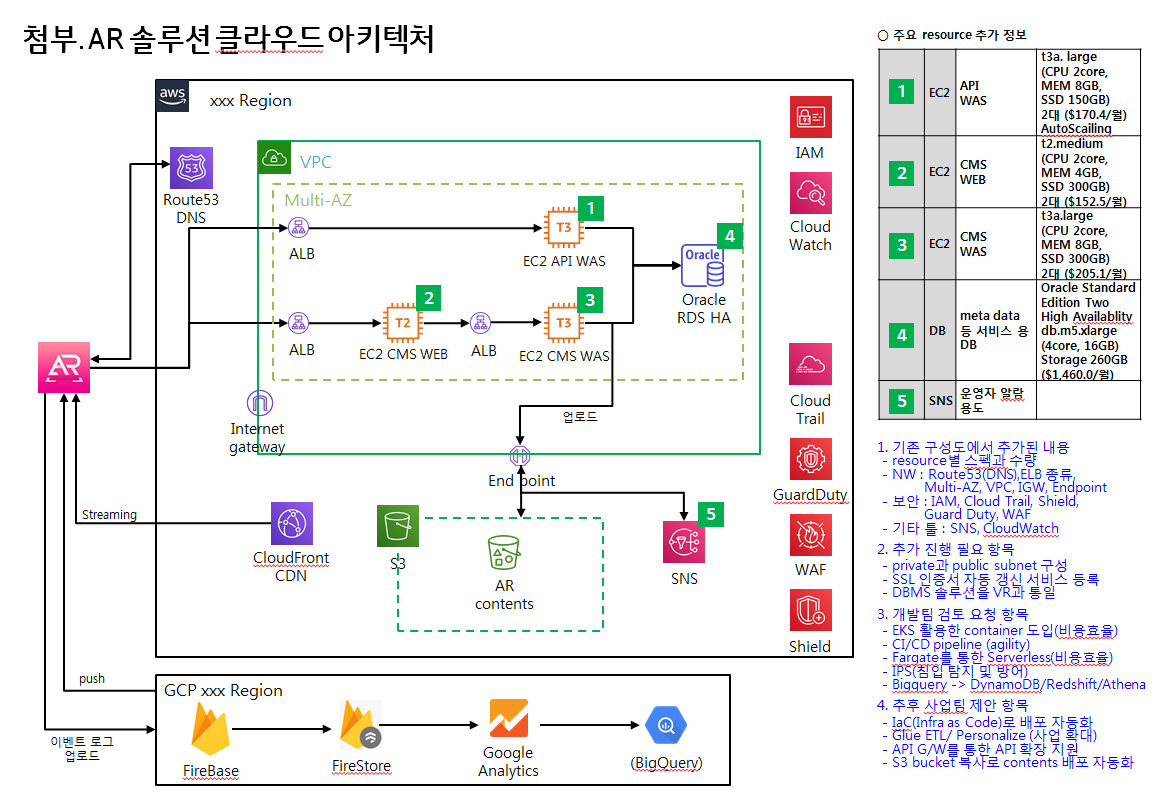 첨부. AR 솔루션 클라우드 아키텍처
aws
xxx Region
53
Route53
DNS
VPC
Multi-AZ
ALB
T3
1
EC2 API WAS
ALB
T2
2
EC2 CMS WEB
ALB
T3
3
EC2 CMS WAS
4
Oracle
Oracle
RDS HA
AR
Internet
gateway
업로드
End point
Streaming
CloudFront
CDN
S3
AR
contents
5
SNS
IAM
Cloud
Watch
Cloud
Trail
GuardDuty
WAF
Shield
push
이벤트 로그
업로드
GCP xxx Region
FireBase
FireStore
Google
Analytics
(BigQuery)
○ 주요 resource 추가 정보
1
EC2
API
WAS
t3a. large
(CPU 2core,
MEM 8GB,
SSD 150GB)
2대 ($170.4/월)
AutoScailing
2
EC2
CMS
WEB
t2.medium
(CPU 2core,
MEM 4GB,
SSD 300GB)
2대 ($152.5/월)
3
EC2
CMS
WAS
t3a.large
(CPU 2core,
MEM 8GB,
SSD 300GB)
2대 ($205.1/월)
4
DB
meta data
등 서비스 용
DB
Oracle Standard
Edition Two
High Availablity
db.m5.xlarge
(4core, 16GB)
Storage 260GB
($1,460.0/월)
5
SNS
운영자 알람
용도
1. 기존 구성도에서 추가된 내용
- resource별 스펙과 수량
- NW : Route53(DNS),ELB 종류,
Multi-AZ, VPC, IGW, Endpoint
- 보안 : IAM, Cloud Trail, Shield,
Guard Duty, WAF
- 기타 툴 : SNS, CloudWatch
2. 추가 진행 필요 항목
- private과 public subnet 구성
- SSL 인증서 자동 갱신 서비스 등록
- DBMS 솔루션을 VR과 통일
3. 개발팀 검토 요청 항목
- EKS 활용한 container 도입(비용효율)
- CI/CD pipeline (agility)
- Fargate를 통한 Serverless(비용효율)
- IPS(침입 탐지 및 방어)
- Bigquery -> DynamoDB/Redshift/Athena
4. 추후 사업팀 제안 항목
- IaC(Infra as Code)로 배포 자동화
- Glue ETL/ Personalize (사업 확대)
- API G/W를 통한 API 확장 지원
- S3 bucket 복사로 contents 배포 자동화